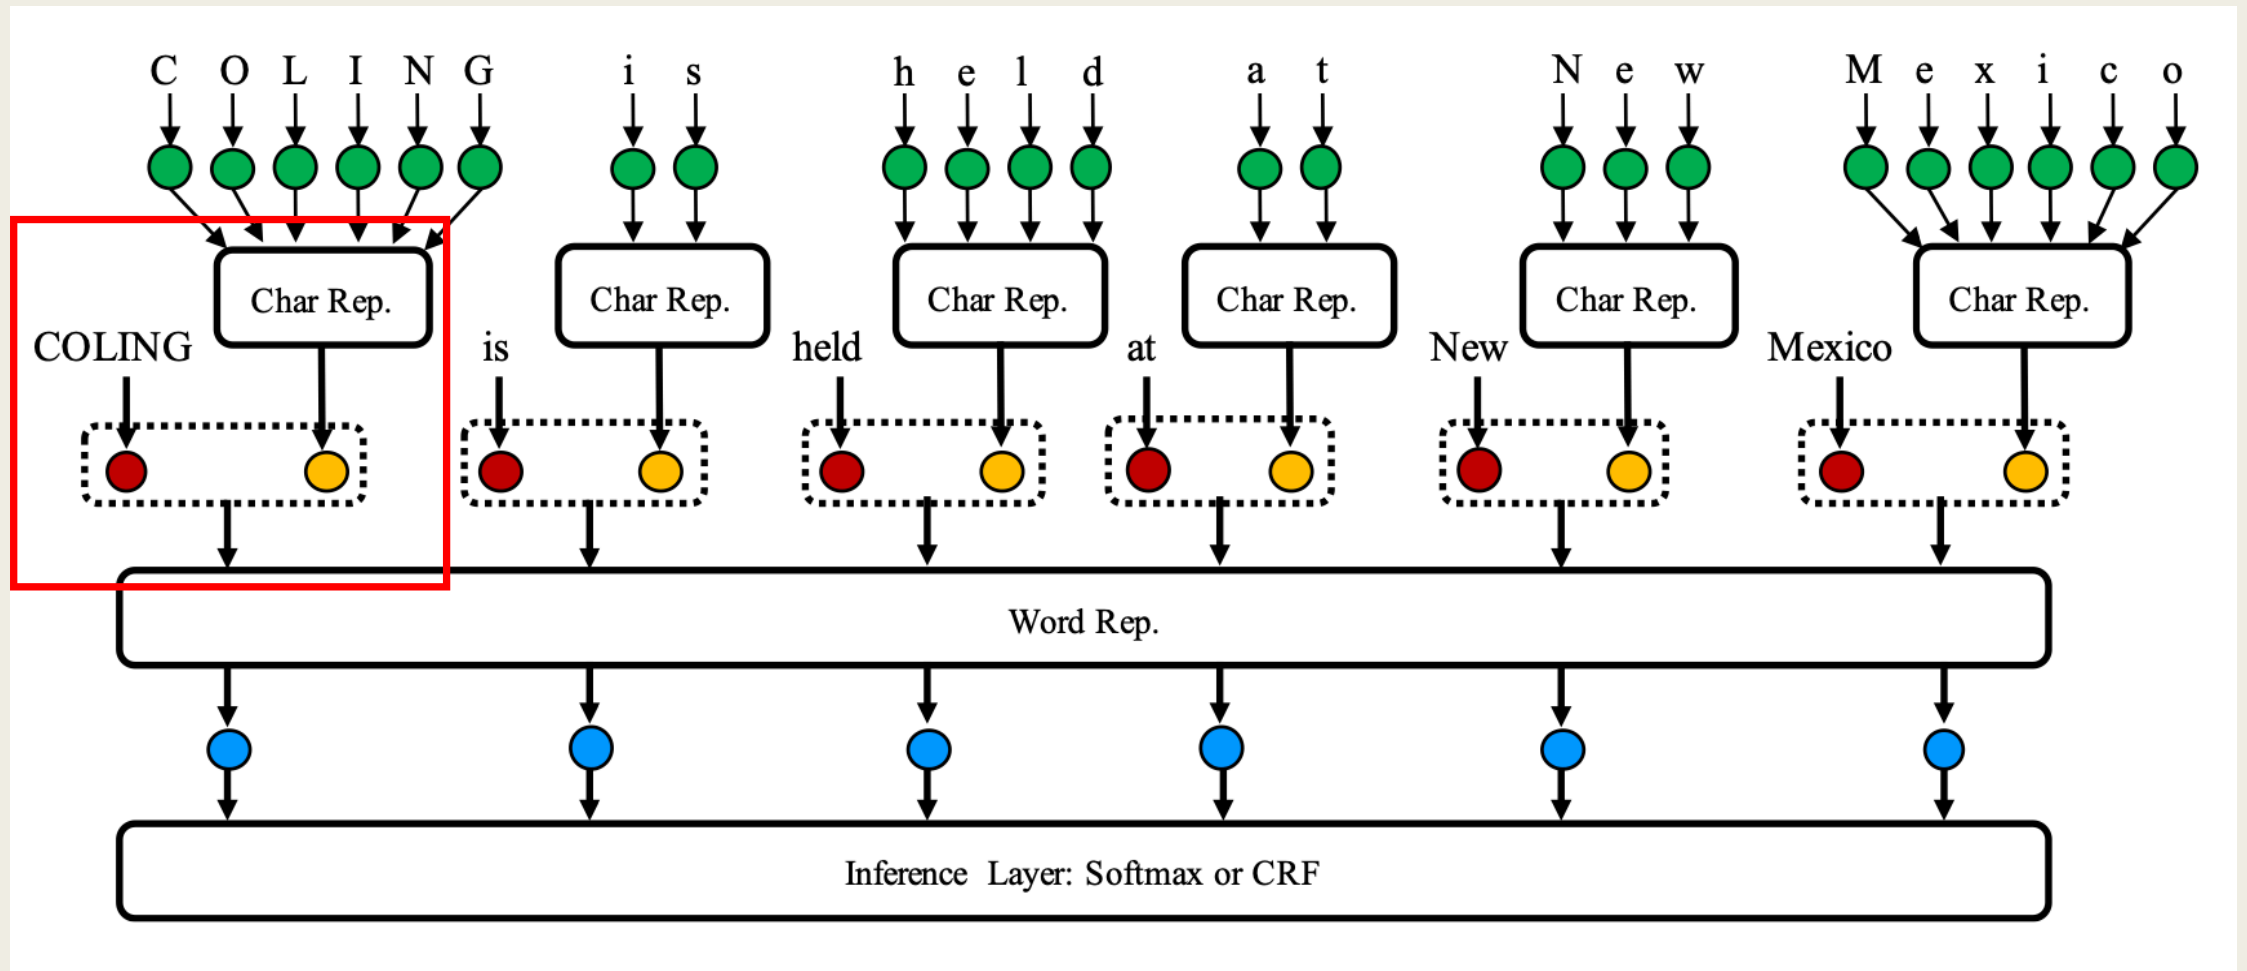 C O L I N G i s h e l d a t N e w M e x i c o
Char Rep. Char Rep. Char Rep. Char Rep. Char Rep. Char Rep.
COLING is held at New Mexico
Word Rep.
Inference Layer: Softmax or CRF